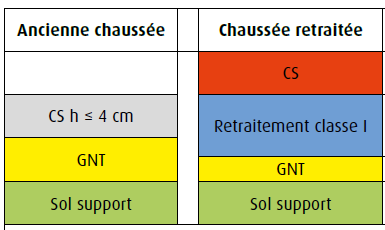 Ancienne chaussée
Chaussée retraitée
CS
CS h ≤ 4 cm
Retraitement classe I
GNT
GNT
Sol support
Sol support